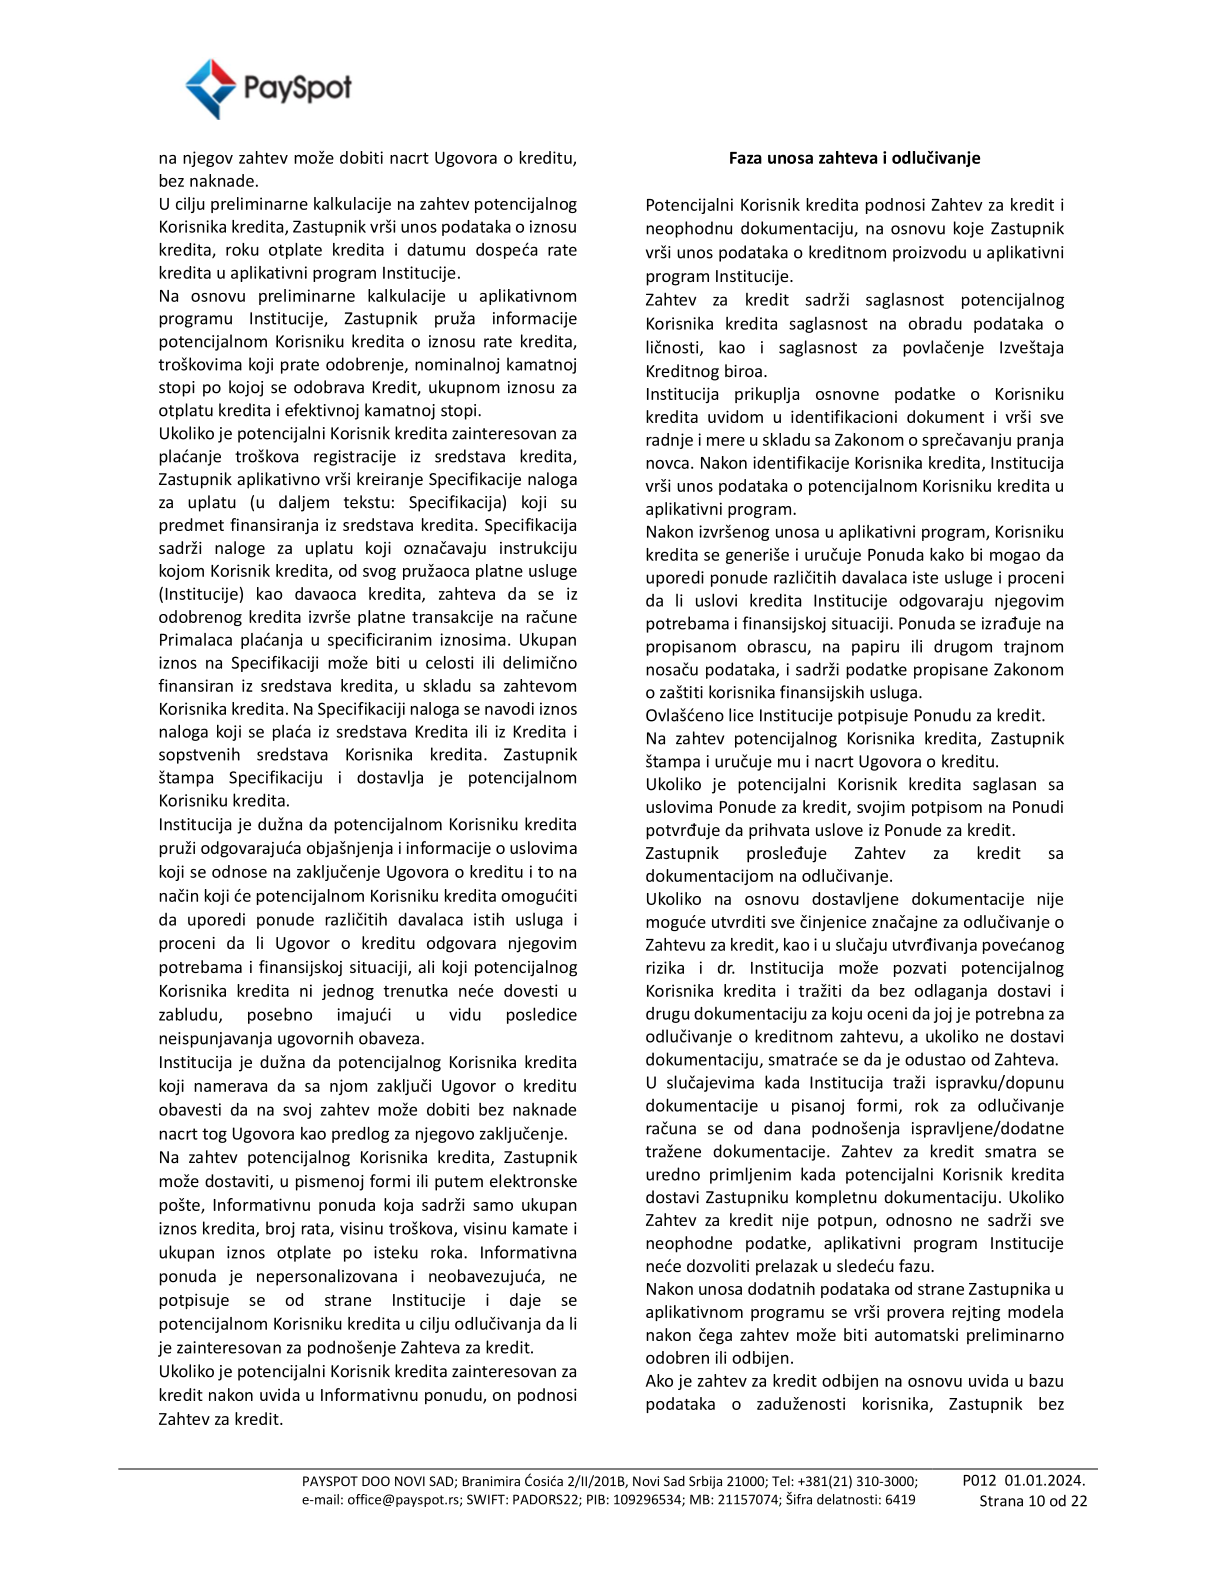 PaySpot
na njegov zahtev može dobiti nacrt Ugovora o kreditu,
bez naknade.
U cilju preliminarne kalkulacije na zahtev potencijalnog
Korisnika kredita, Zastupnik vrši unos podataka o iznosu
kredita, roku otplate kredita i datumu dospeća rate
kredita u aplikativni program Institucije.
Na osnovu preliminarne kalkulacije u aplikativnom
programu Institucije, Zastupnik pruža informacije
potencijalnom Korisniku kredita o iznosu rate kredita,
troškovima koji prate odobrenje, nominalnoj kamatnoj
stopi po kojoj se odobrava Kredit, ukupnom iznosu za
otplatu kredita i efektivnoj kamatnoj stopi.
Ukoliko je potencijalni Korisnik kredita zainteresovan za
plaćanje troškova registracije iz sredstava kredita,
Zastupnik aplikativno vrši kreiranje Specifikacije naloga
za uplatu (u daljem tekstu: Specifikacija) koji su
predmet finansiranja iz sredstava kredita. Specifikacija
sadrži naloge za uplatu koji označavaju instrukciju
kojom Korisnik kredita, od svog pružaoca platne usluge
(Institucije) kao davaoca kredita, zahteva da se iz
odobrenog kredita izvrše platne transakcije na račune
Primalaca plaćanja u specificiranim iznosima. Ukupan
iznos na Specifikaciji može biti u celosti ili delimično
finansiran iz sredstava kredita, u skladu sa zahtevom
Korisnika kredita. Na Specifikaciji naloga se navodi iznos
naloga koji se plaća iz sredstava Kredita ili iz Kredita i
sopstvenih sredstava Korisnika kredita. Zastupnik
štampa Specifikaciju i dostavlja je potencijalnom
Korisniku kredita.
Institucija je dužna da potencijalnom Korisniku kredita
pruži odgovarajuća objašnjenja i informacije o uslovima
koji se odnose na zaključenje Ugovora o kreditu i to na
način koji će potencijalnom Korisniku kredita omogućiti
da uporedi ponude različitih davalaca istih usluga i
proceni da li Ugovor o kreditu odgovara njegovim
potrebama i finansijskoj situaciji, ali koji potencijalnog
Korisnika kredita ni jednog trenutka neće dovesti u
zabludu, posebno imajući u vidu posledice
neispunjavanja ugovornih obaveza.
Institucija je dužna da potencijalnog Korisnika kredita
koji namerava da sa njom zaključi Ugovor o kreditu
obavesti da na svoj zahtev može dobiti bez naknade
nacrt tog Ugovora kao predlog za njegovo zaključenje.
Na zahtev potencijalnog Korisnika kredita, Zastupnik
može dostaviti, u pismenoj formi ili putem elektronske
pošte, Informativnu ponudu koja sadrži samo ukupan
iznos kredita, broj rata, visinu troškova, visinu kamate i
ukupan iznos otplate po isteku roka. Informativna
ponuda je nepersonalizovana i neobavezujuća, ne
potpisuje se od strane Institucije i daje se
potencijalnom Korisniku kredita u cilju odlučivanja da li
je zainteresovan za podnošenje Zahteva za kredit.
Ukoliko je potencijalni Korisnik kredita zainteresovan za
kredit nakon uvida u Informativnu ponudu, on podnosi
Zahtev za kredit.
Faza unosa zahteva i odlučivanje
Potencijalni Korisnik kredita podnosi Zahtev za kredit i
neophodnu dokumentaciju, na osnovu koje Zastupnik
vrši unos podataka o kreditnom proizvodu u aplikativni
program Institucije.
Zahtev za kredit sadrži saglasnost potencijalnog
Korisnika kredita saglasnost na obradu podataka o
ličnosti, kao i saglasnost za povlačenje Izveštaja
Kreditnog biroa.
Institucija prikuplja osnovne podatke o Korisniku
kredita uvidom u identifikacioni dokument i vrši sve
radnje i mere u skladu sa Zakonom o sprečavanju pranja
novca. Nakon identifikacije Korisnika kredita, Institucija
vrši unos podataka o potencijalnom Korisniku kredita u
aplikativni program.
Nakon izvršenog unosa u aplikativni program, Korisniku
kredita se generiše i uručuje Ponuda kako bi mogao da
uporedi ponude različitih davalaca iste usluge i proceni
da li uslovi kredita Institucije odgovaraju njegovim
potrebama i finansijskoj situaciji. Ponuda se izrađuje na
propisanom obrascu, na papiru ili drugom trajnom
nosaču podataka, i sadrži podatke propisane Zakonom
o zaštiti korisnika finansijskih usluga.
Ovlašćeno lice Institucije potpisuje Ponudu za kredit.
Na zahtev potencijalnog Korisnika kredita, Zastupnik
štampa i uručuje mu i nacrt Ugovora o kreditu.
Ukoliko je potencijalni Korisnik kredita saglasan sa
uslovima Ponude za kredit, svojim potpisom na Ponudi
potvrđuje da prihvata uslove iz Ponude za kredit.
Zastupnik prosleđuje Zahtev za kredit sa
dokumentacijom na odlučivanje.
Ukoliko na osnovu dostavljene dokumentacije nije
moguće utvrditi sve činjenice značajne za odlučivanje o
Zahtevu za kredit, kao i u slučaju utvrđivanja povećanog
rizika i dr. Institucija može pozvati potencijalnog
Korisnika kredita i tražiti da bez odlaganja dostavi i
drugu dokumentaciju za koju oceni da joj je potrebna za
odlučivanje o kreditnom zahtevu, a ukoliko ne dostavi
dokumentaciju, smatraće se da je odustao od Zahteva.
U slučajevima kada Institucija traži ispravku/dopunu
dokumentacije u pisanoj formi, rok za odlučivanje
računa se od dana podnošenja ispravljene/dodatne
tražene dokumentacije. Zahtev za kredit smatra se
uredno primljenim kada potencijalni Korisnik kredita
dostavi Zastupniku kompletnu dokumentaciju. Ukoliko
Zahtev za kredit nije potpun, odnosno ne sadrži sve
neophodne podatke, aplikativni program Institucije
neće dozvoliti prelazak u sledeću fazu.
Nakon unosa dodatnih podataka od strane Zastupnika u
aplikativnom programu se vrši provera rejting modela
nakon čega zahtev može biti automatski preliminarno
odobren ili odbijen.
Ako je zahtev za kredit odbijen na osnovu uvida u bazu
podataka o zaduženosti korisnika, Zastupnik bez
PAYSPOT DOO NOVI SAD; Branimira Ćosića 2/II/201B, Novi Sad Srbija 21000; Tel: +381(21) 310-3000;
e-mail: office@payspot.rs; SWIFT: PADORS22; PIB: 109296534; MB: 21157074; Šifra delatnosti: 6419
P012 01.01.2024.
Strana 10 od 22